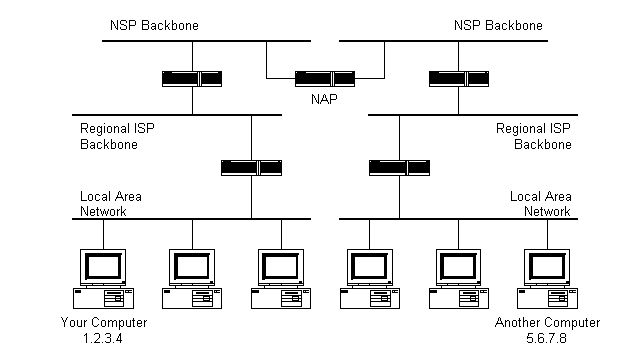 NSP Backbone
NSP Backbone
NAP
Regional ISP
Backbone
Regional ISP
Backbone
Local Area
Network
Local Area
Network
Your Computer
1.2.3.4
Another Computer
5.6.7.8